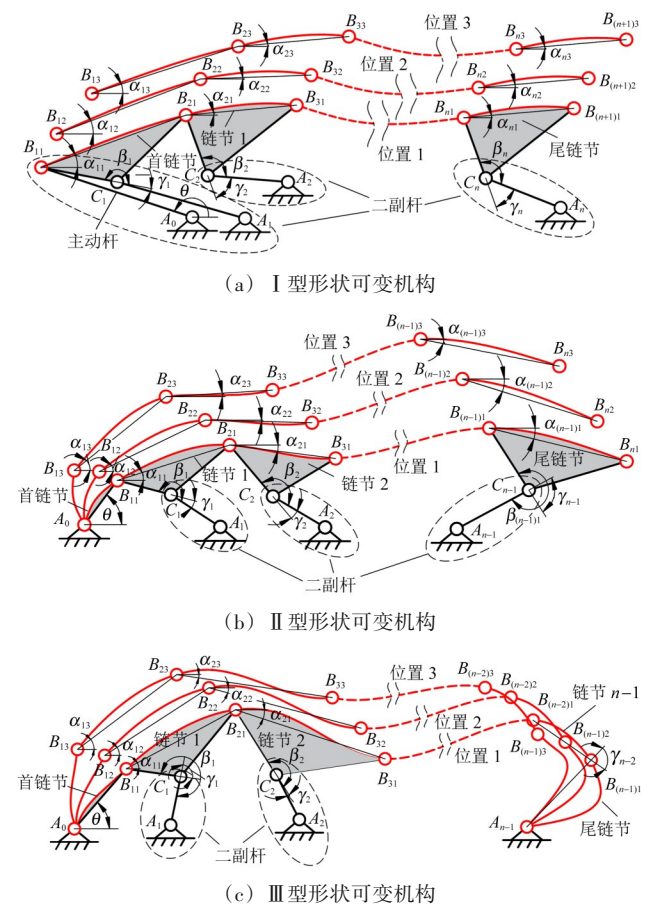 B₂₃ B₃₃ 位置 3 Bₙ₃ B₍ₙ₊₁₎₃
α₂₃ αₙ₃
B₁₃ B₂₂ B₃₂ 位置 2 Bₙ₂ B₍ₙ₊₁₎₂
α₁₃ α₂₂ αₙ₂
B₁₂ B₂₁ α₂₁ B₃₁ Bₙ₁ B₍ₙ₊₁₎₁
α₁₂ 链节 1 位置 1 αₙ₁ 尾链节
B₁₁ 首链节
α₁₁ β₁ β₂ βₙ
C₁ γ₁ C₂ γ₂ A₂ Cₙ γₙ Aₙ
θ 二副杆
主动杆 A₀ A₁
(a) Ⅰ型形状可变机构
B₍ₙ₋₁₎₃ α₍ₙ₋₁₎₃ Bₙ₃
位置 3
B₂₃ α₂₃ B₃₃ 位置 2 B₍ₙ₋₁₎₂ α₍ₙ₋₁₎₂ Bₙ₂
B₂₂ α₂₂ B₃₂
α₁₃ B₁₂ B₂₁ α₂₁ B₍ₙ₋₁₎₁ α₍ₙ₋₁₎₁
B₁₃ α₁₂ α₁₁ β₁ 链节 1 β₂ B₃₁ 位置 1 尾链节 Bₙ₁
首链节 B₁₁ 链节 2
C₁ γ₁ C₂ γ₂ Cₙ₋₁ γₙ₋₁
A₀ θ A₁ A₂ Aₙ₋₁ β₍ₙ₋₁₎₁
二副杆
(b) Ⅱ型形状可变机构
B₂₃ α₂₃ B₃₃ 位置 3 B₍ₙ₋₂₎₃ B₍ₙ₋₂₎₂
B₍ₙ₋₂₎₁ 链节 n−1
α₁₃ B₂₂ α₂₂ α₂₁ B₃₂ 位置 2
B₁₃ α₁₂ 链节 1 B₂₁ 链节 2 位置 1 B₍ₙ₋₁₎₃ B₍ₙ₋₁₎₂
B₁₂ α₁₁ β₁ β₂ B₃₁ γₙ₋₂
首链节 B₁₁ C₁ γ₁ C₂ γ₂ B₍ₙ₋₁₎₁
A₀ θ A₁ A₂ Aₙ₋₁ 尾链节
二副杆
(c) Ⅲ型形状可变机构